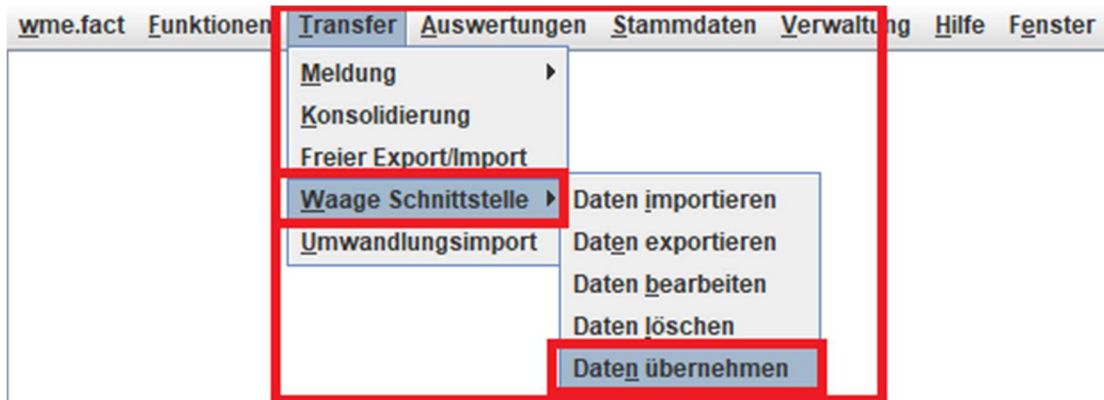 wme.fact Funktionen Transfer Auswertungen Stammdaten Verwaltung Hilfe Fenster
Meldung
Konsolidierung
Freier Export/Import
Waage Schnittstelle
Umwandlungsimport
Daten importieren
Daten exportieren
Daten bearbeiten
Daten löschen
Daten übernehmen